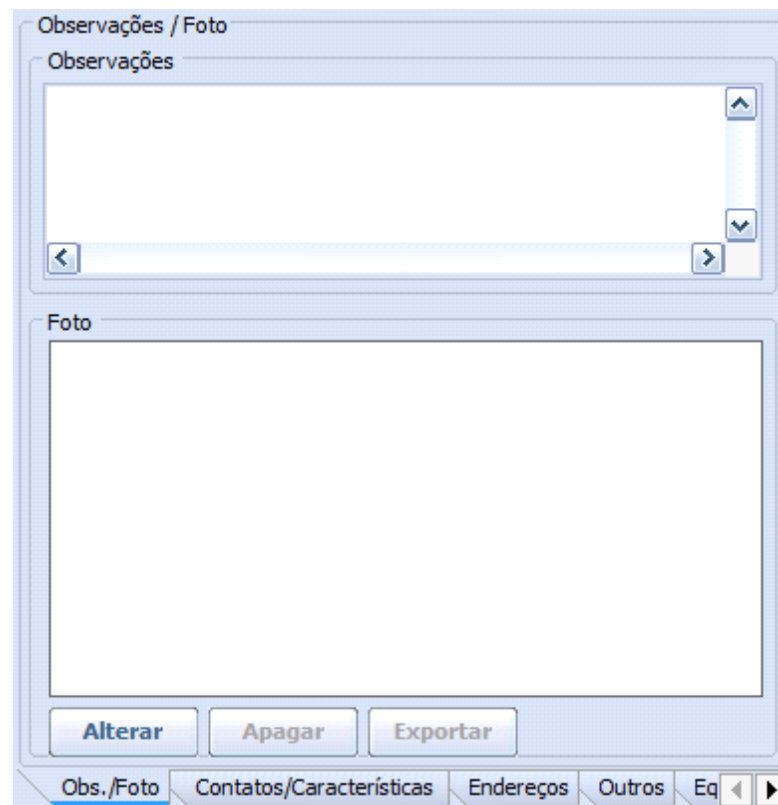 Observações / Foto
Observações
Foto
Alterar Apagar Exportar
Obs./Foto Contatos/Características Endereços Outros Eq